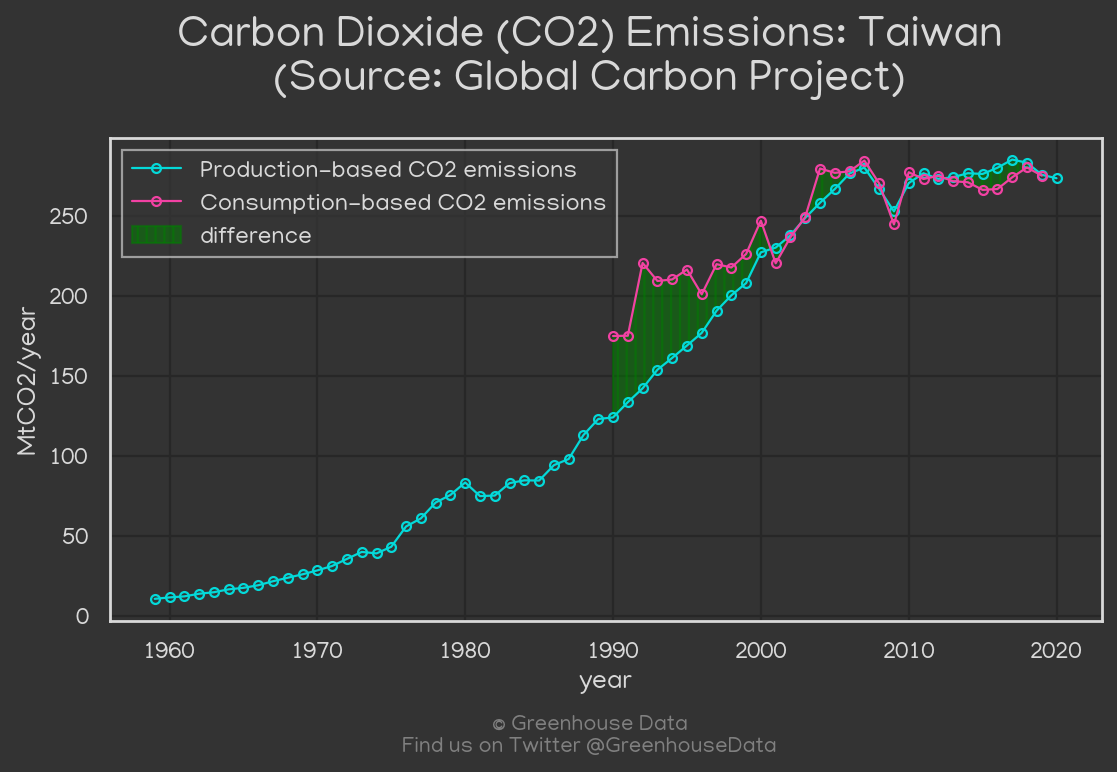 Carbon Dioxide (CO2) Emissions: Taiwan
(Source: Global Carbon Project)
Production-based CO2 emissions
Consumption-based CO2 emissions
difference
MtCO2/year
250
200
150
100
50
0
1960 1970 1980 1990 2000 2010 2020
year
© Greenhouse Data
Find us on Twitter @GreenhouseData